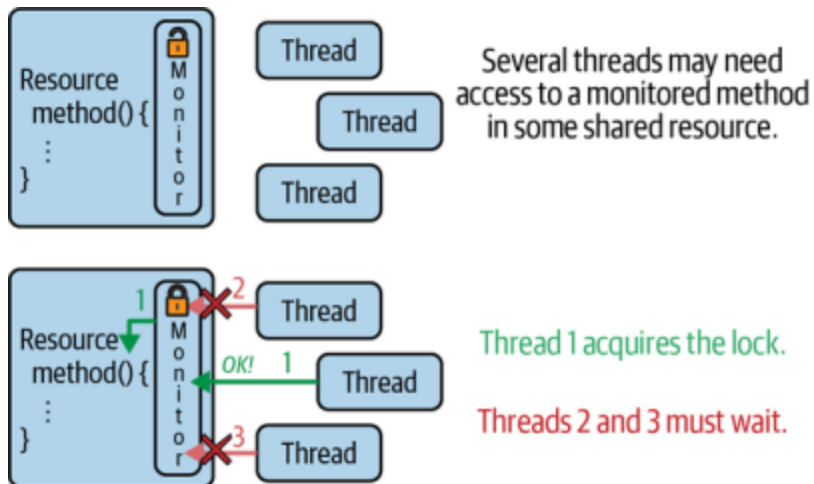 Resource
method() {
⋮
}
Monitor
Thread
Thread
Thread
Several threads may need
access to a monitored method
in some shared resource.
Resource
method() {
⋮
}
1
Monitor
2
Thread
OK! 1
Thread
3
Thread
Thread 1 acquires the lock.
Threads 2 and 3 must wait.